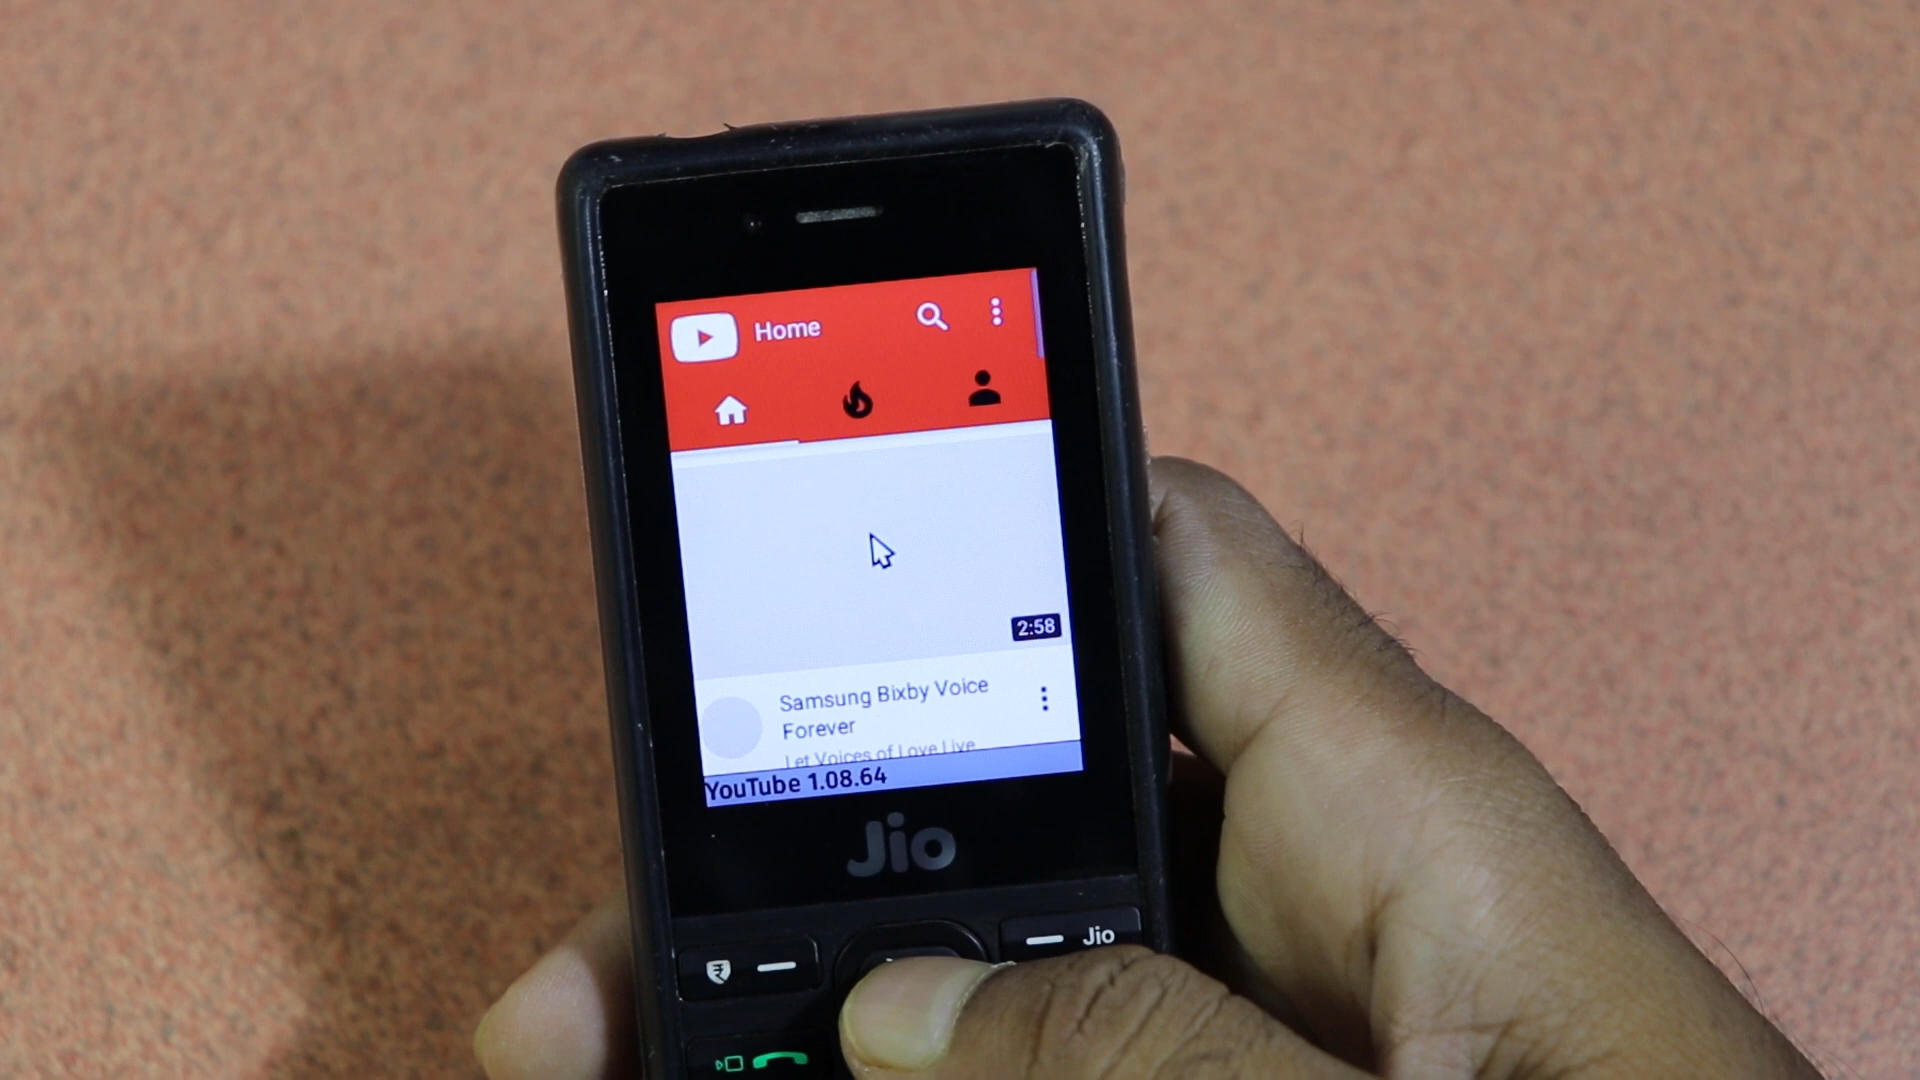 Home
2:58
Samsung Bixby Voice
Forever
Let Voices of Love Live
YouTube 1.08.64
Jio
Jio